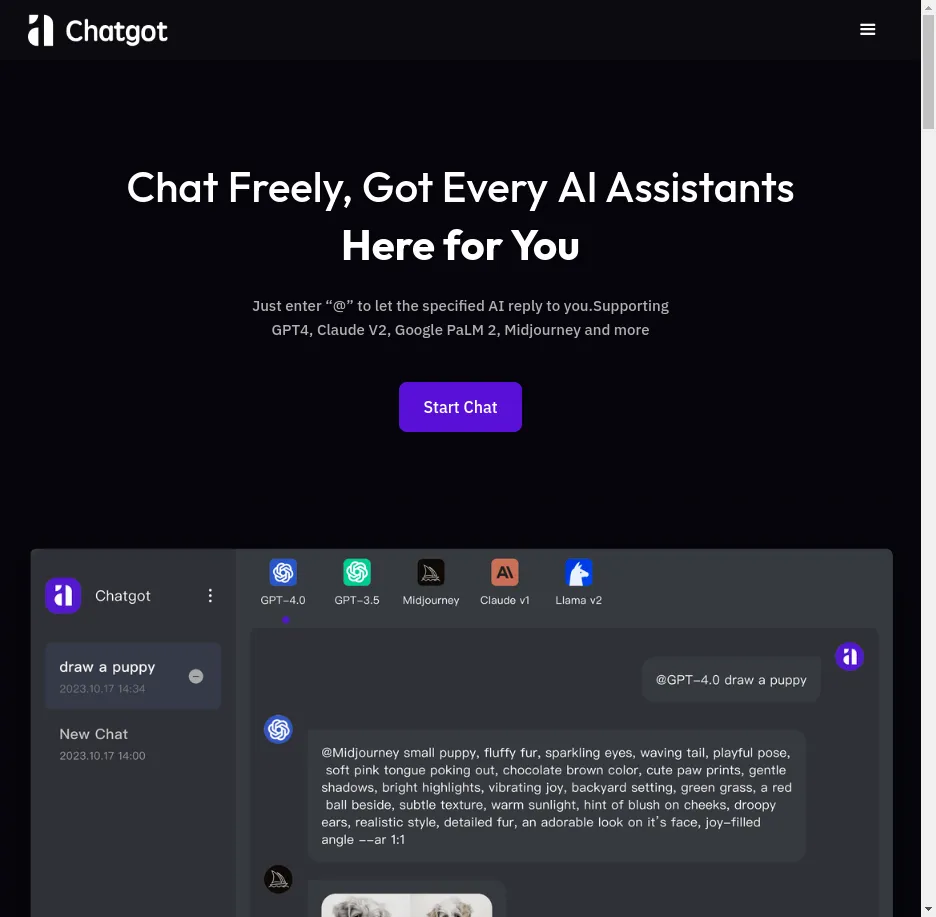 Chatgot
Chat Freely, Got Every AI Assistants
Here for You
Just enter “@” to let the specified AI reply to you.Supporting
GPT4, Claude V2, Google PaLM 2, Midjourney and more
Start Chat
Chatgot
draw a puppy
2023.10.17 14:34
New Chat
2023.10.17 14:00
GPT-4.0 GPT-3.5 Midjourney Claude v1 Llama v2
@GPT-4.0 draw a puppy
@Midjourney small puppy, fluffy fur, sparkling eyes, waving tail, playful pose,
soft pink tongue poking out, chocolate brown color, cute paw prints, gentle
shadows, bright highlights, vibrating joy, backyard setting, green grass, a red
ball beside, subtle texture, warm sunlight, hint of blush on cheeks, droopy
ears, realistic style, detailed fur, an adorable look on it's face, joy-filled
angle --ar 1:1